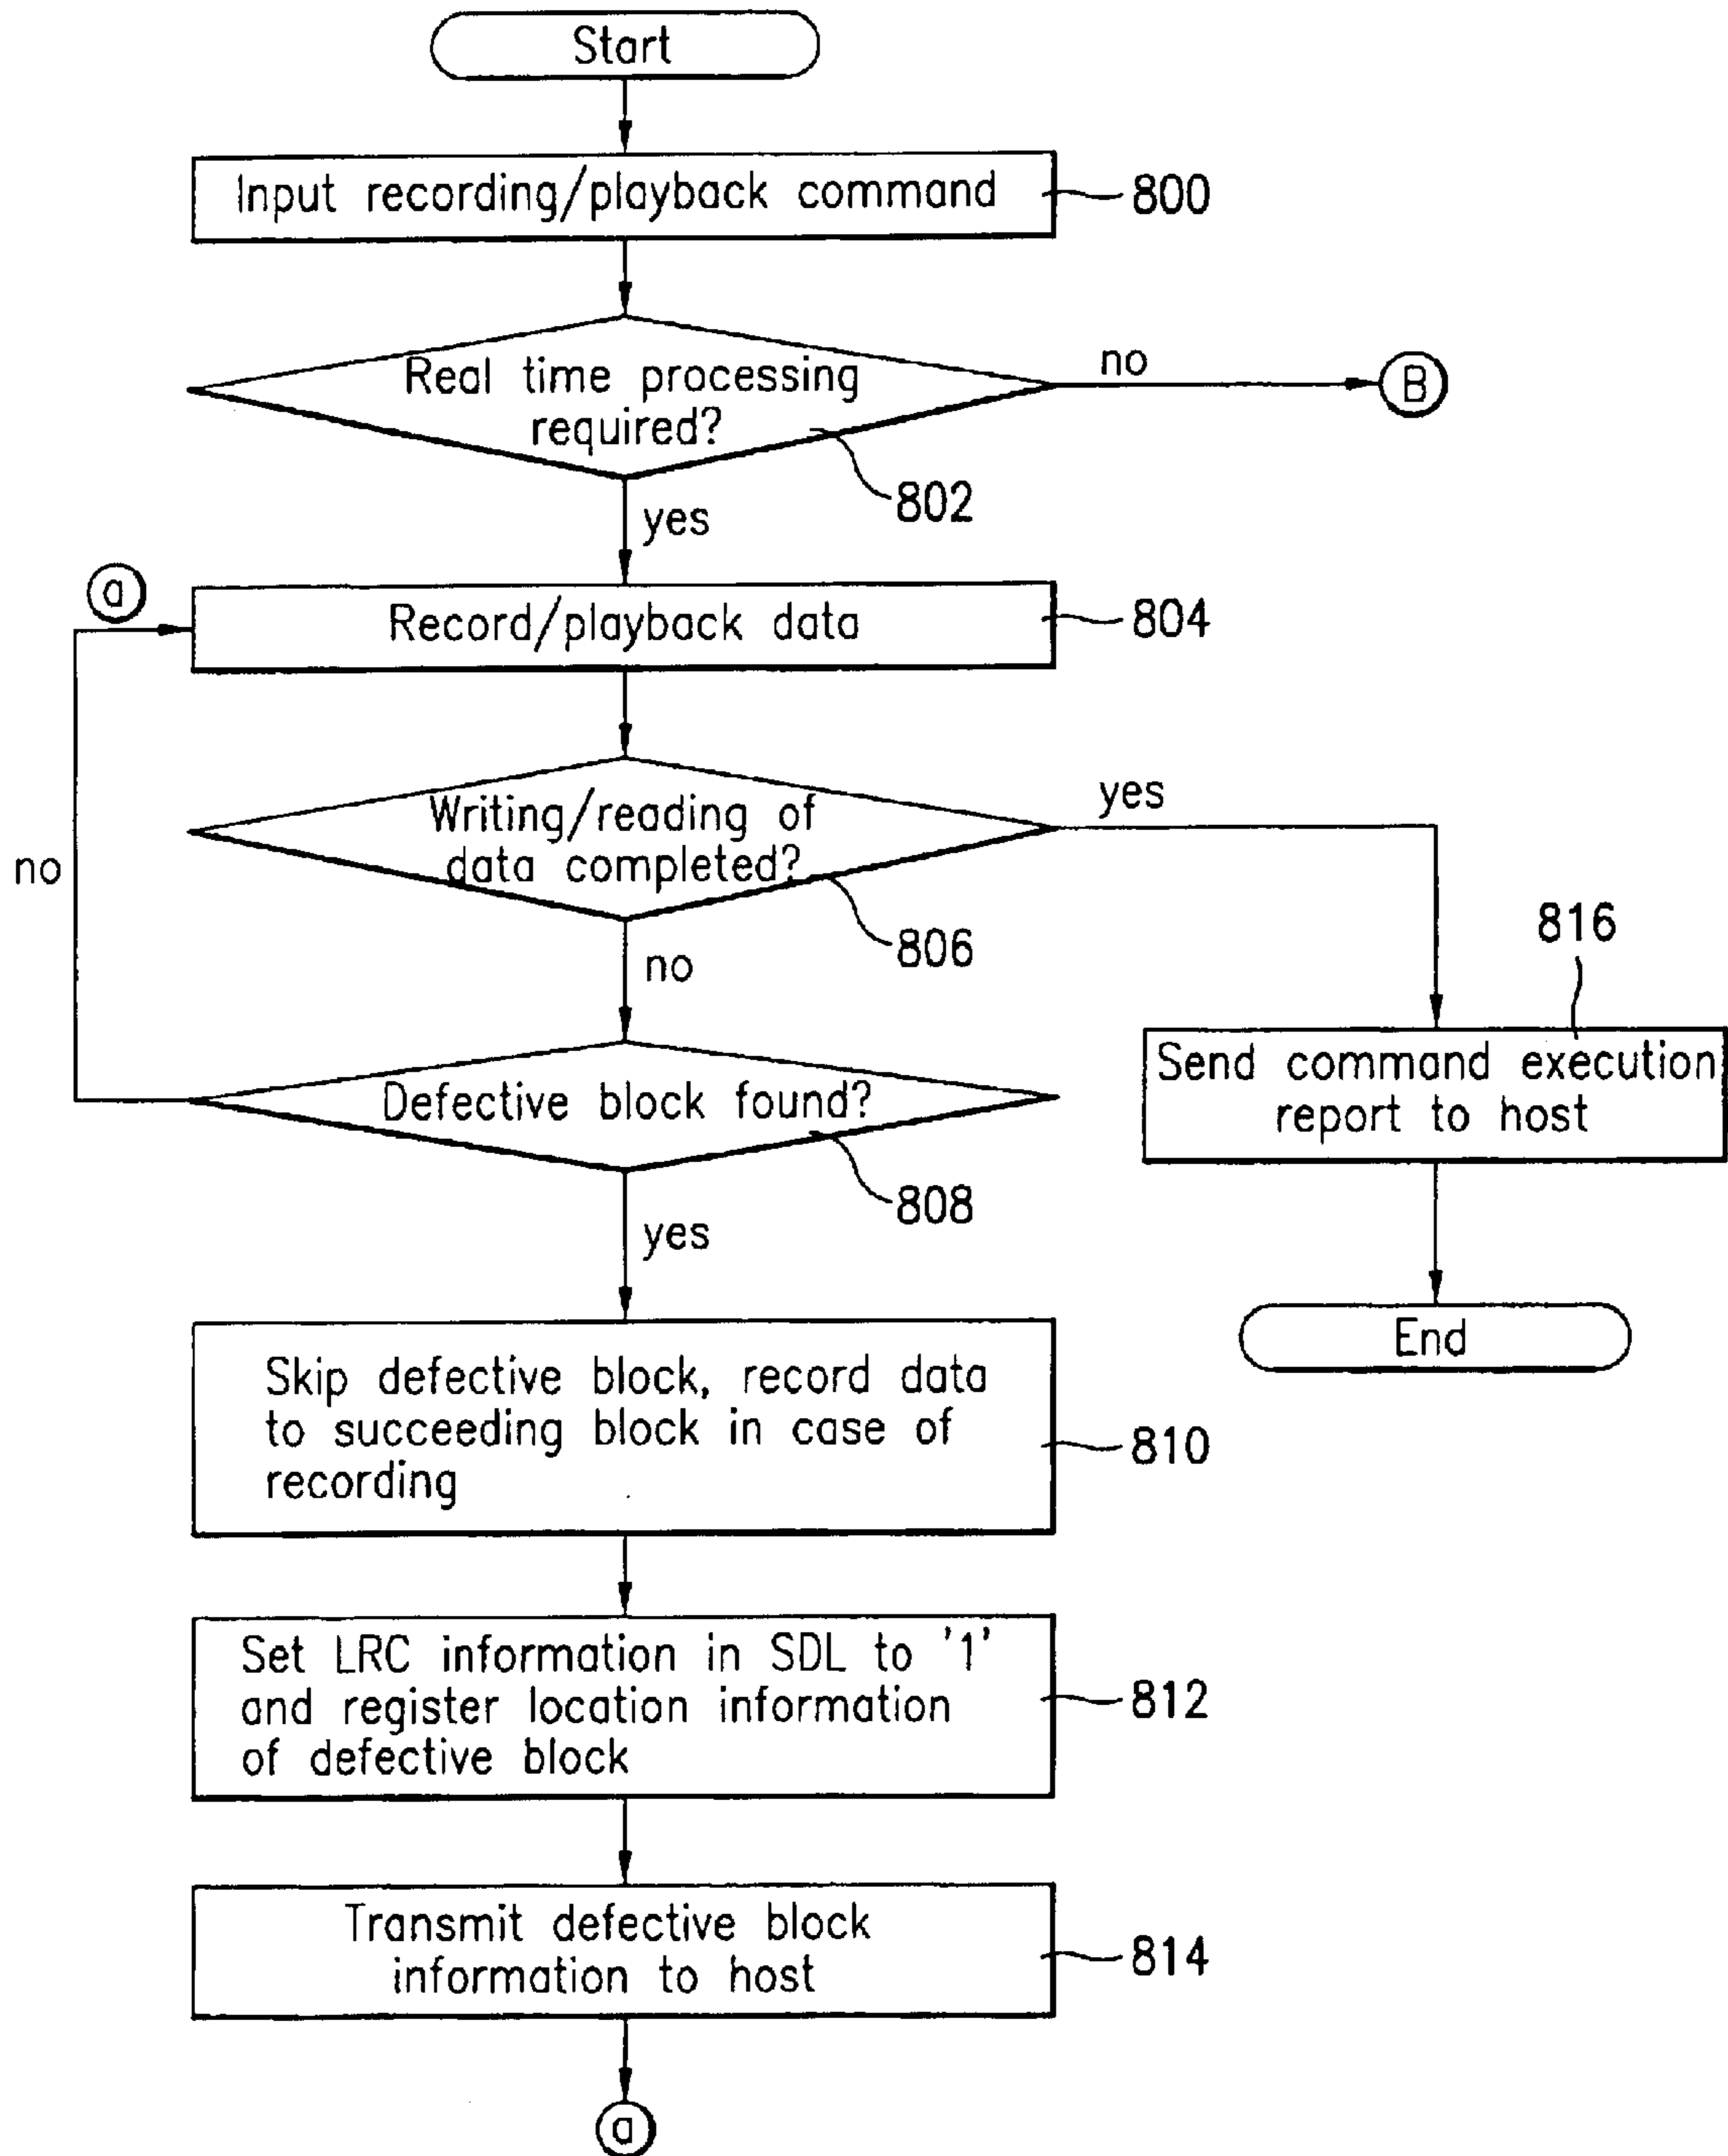 Start
Input recording/playback command
800
Real time processing
required?
no
B
802
yes
a
Record/playback data
804
Writing/reading of
data completed?
yes
no
806
no
816
Send command execution
report to host
Defective block found?
808
yes
End
Skip defective block, record data
to succeeding block in case of
recording
810
Set LRC information in SDL to '1'
and register location information
of defective block
812
Transmit defective block
information to host
814
a